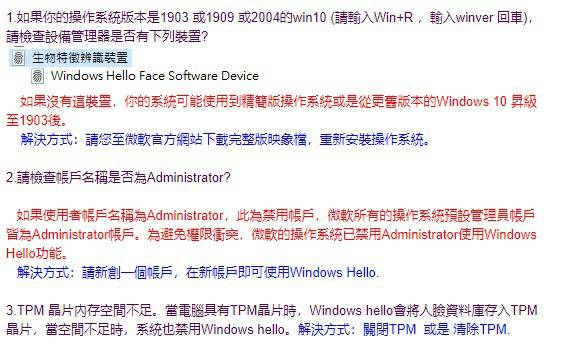 1.如果你的操作系統版本是1903 或1909 或2004的win10 (請輸入Win+R ，輸入winver 回車),
請檢查設備管理器是否有下列裝置?
生物特徵辨識裝置
Windows Hello Face Software Device
如果沒有這裝置，你的系統可能使用到精簡版操作系統或是從更舊版本的Windows 10 昇級
至1903後。
解決方式：請您至微軟官方網站下載完整版映象檔，重新安裝操作系統。
2.請檢查帳戶名稱是否為Administrator?
如果使用者帳戶名稱為Administrator，此為禁用帳戶，微軟所有的操作系統預設管理員帳戶
皆為Administrator帳戶。為避免權限衝突，微軟的操作系統已禁用Administrator使用Windows
Hello功能。
解決方式：請新創一個帳戶，在新帳戶即可使用Windows Hello.
3.TPM 晶片內存空間不足。當電腦具有TPM晶片時，Windows hello會將人臉資料庫存入TPM
晶片，當空間不足時，系統也禁用Windows hello。解決方式：關閉TPM 或是 清除TPM.